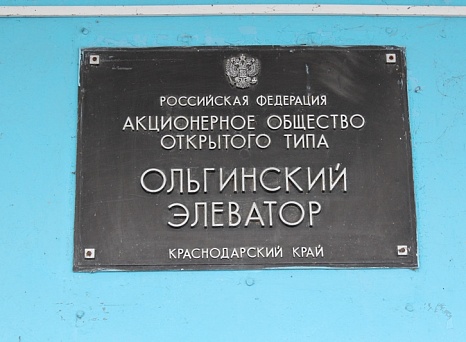 РОССИЙСКАЯ ФЕДЕРАЦИЯ
АКЦИОНЕРНОЕ ОБЩЕСТВО
ОТКРЫТОГО ТИПА
ОЛЬГИНСКИЙ
ЭЛЕВАТОР
КРАСНОДАРСКИЙ КРАЙ